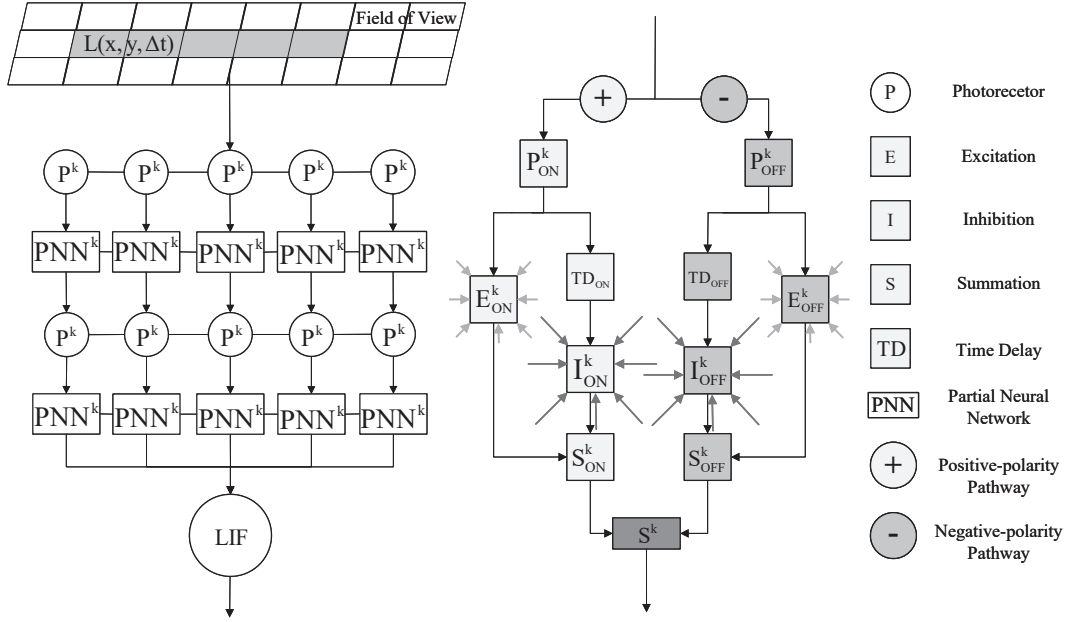 Field of View
L(x, y, Δt)
P^k P^k P^k P^k P^k
PNN^k PNN^k PNN^k PNN^k PNN^k
P^k P^k P^k P^k P^k
PNN^k PNN^k PNN^k PNN^k PNN^k
LIF
+ -
P^k_ON P^k_OFF
TD_ON TD_OFF
E^k_ON E^k_OFF
I^k_ON I^k_OFF
S^k_ON S^k_OFF
S^k
P Photorecetor
E Excitation
I Inhibition
S Summation
TD Time Delay
PNN Partial Neural
Network
+ Positive-polarity
Pathway
- Negative-polarity
Pathway